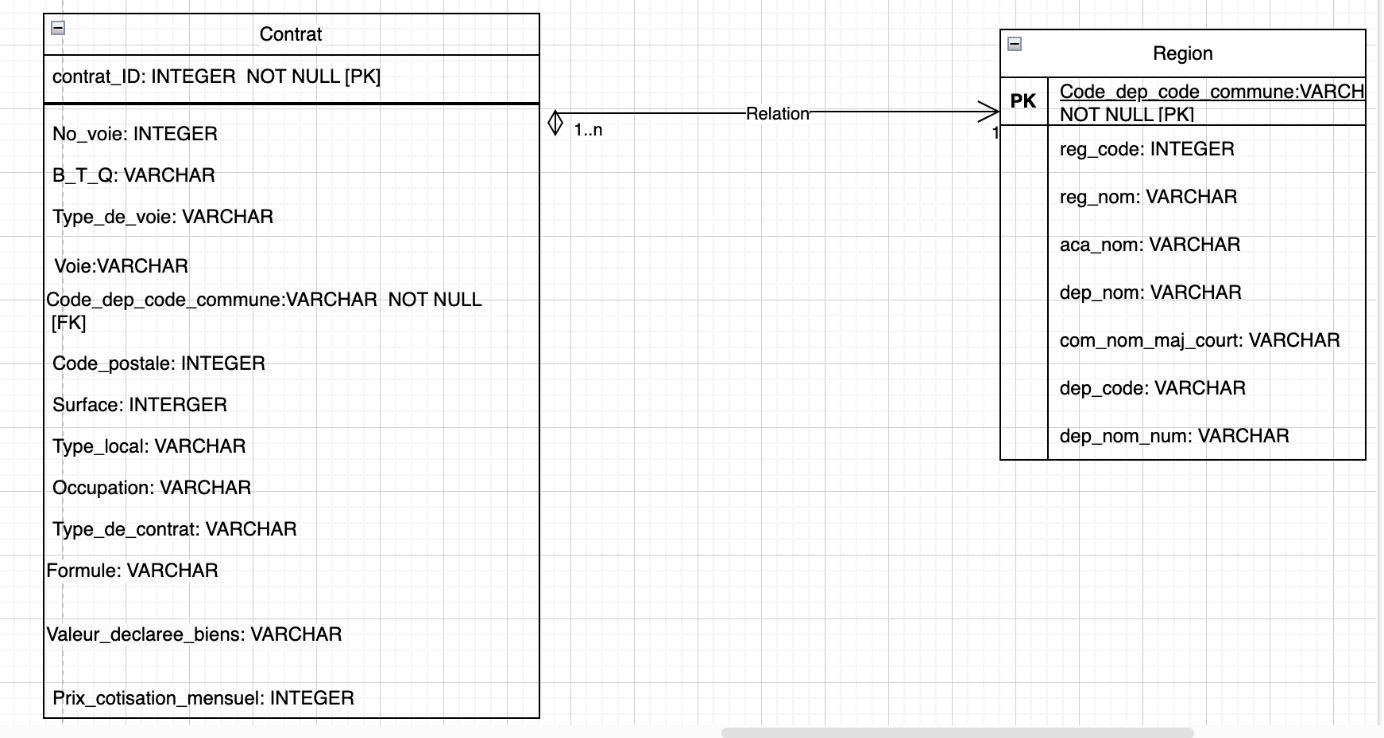 Contrat
contrat_ID: INTEGER NOT NULL [PK]
No_voie: INTEGER
B_T_Q: VARCHAR
Type_de_voie: VARCHAR
Voie:VARCHAR
Code_dep_code_commune:VARCHAR NOT NULL
[FK]
Code_postale: INTEGER
Surface: INTERGER
Type_local: VARCHAR
Occupation: VARCHAR
Type_de_contrat: VARCHAR
Formule: VARCHAR
Valeur_declaree_biens: VARCHAR
Prix_cotisation_mensuel: INTEGER
1..n
Relation
1
Region
PK
Code_dep_code_commune:VARCH
NOT NULL [PK]
reg_code: INTEGER
reg_nom: VARCHAR
aca_nom: VARCHAR
dep_nom: VARCHAR
com_nom_maj_court: VARCHAR
dep_code: VARCHAR
dep_nom_num: VARCHAR